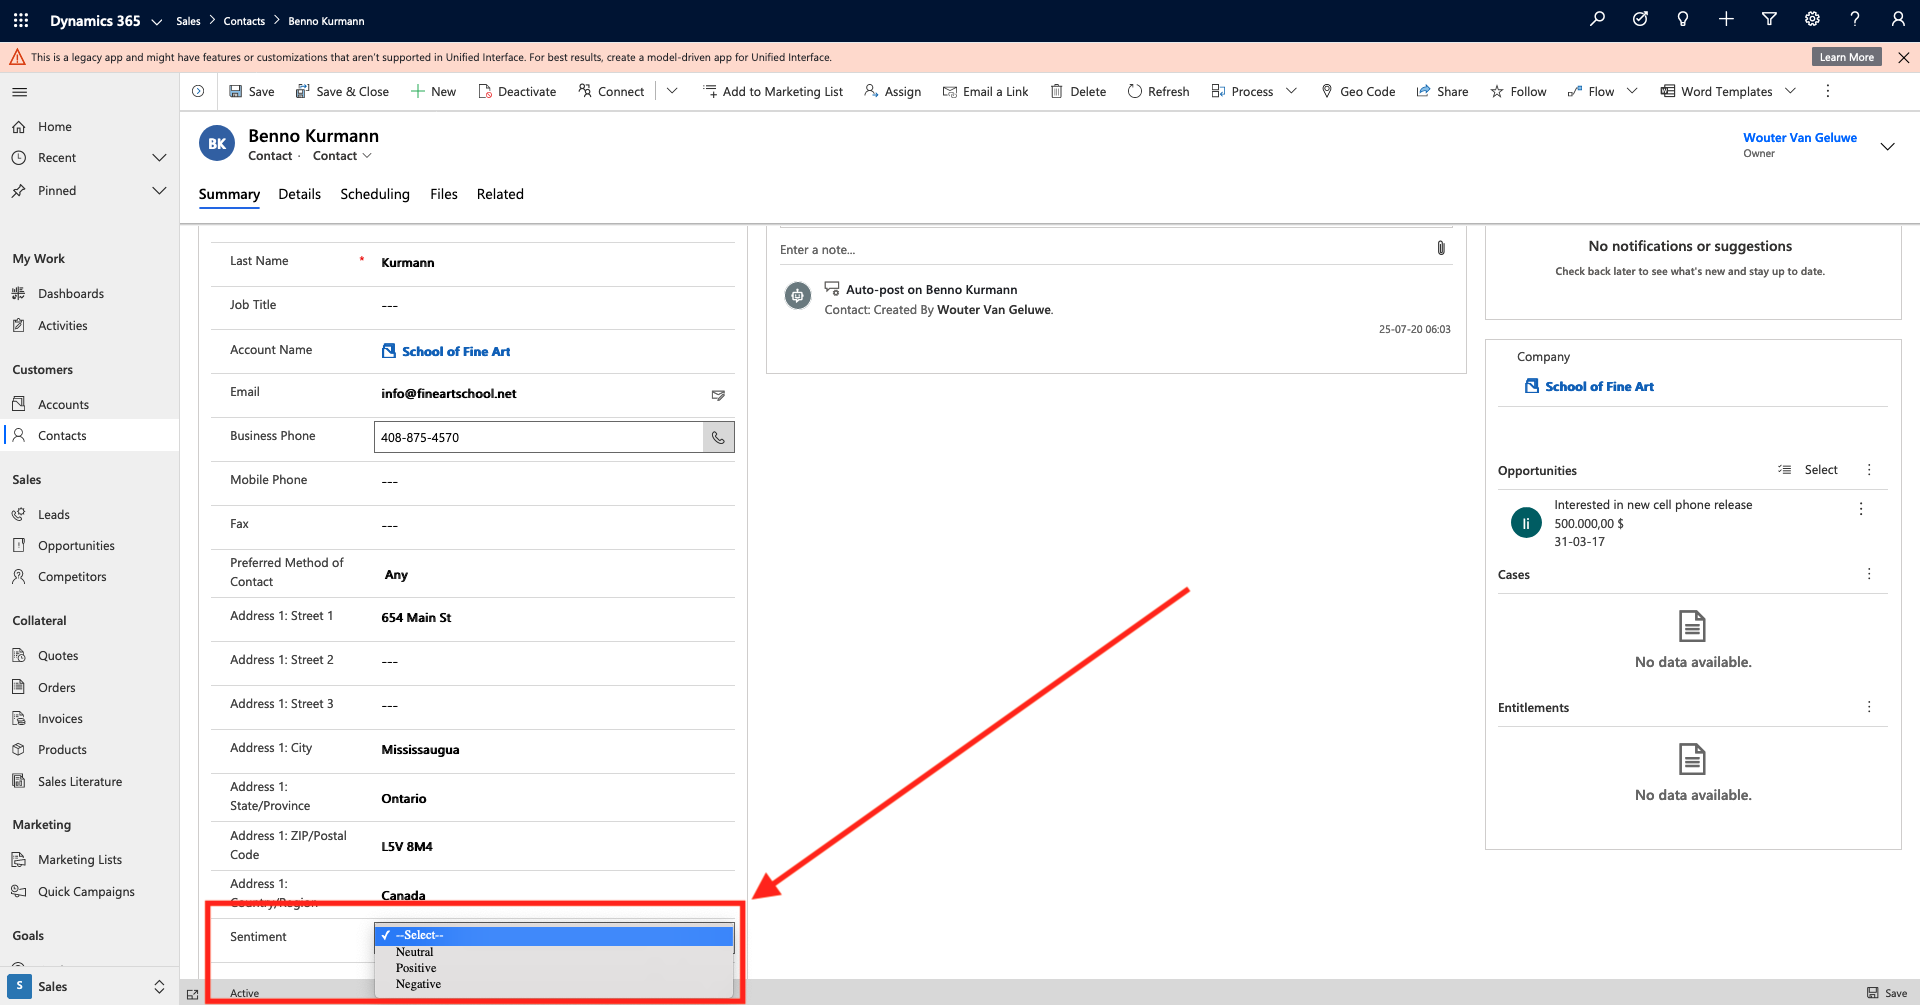 Dynamics 365 Sales > Contacts > Benno Kurmann
This is a legacy app and might have features or customizations that aren't supported in Unified Interface. For best results, create a model-driven app for Unified Interface. Learn More
Save Save & Close New Deactivate Connect Add to Marketing List Assign Email a Link Delete Refresh Process Geo Code Share Follow Flow Word Templates
Home
Recent
Pinned
My Work
Dashboards
Activities
Customers
Accounts
Contacts
Sales
Leads
Opportunities
Competitors
Collateral
Quotes
Orders
Invoices
Products
Sales Literature
Marketing
Marketing Lists
Quick Campaigns
Goals
S Sales
BK
Benno Kurmann
Contact · Contact
Wouter Van Geluwe
Owner
Summary Details Scheduling Files Related
Last Name * Kurmann
Job Title ---
Account Name School of Fine Art
Email info@fineartschool.net
Business Phone 408-875-4570
Mobile Phone ---
Fax ---
Preferred Method of
Contact
Any
Address 1: Street 1 654 Main St
Address 1: Street 2 ---
Address 1: Street 3 ---
Address 1: City Mississaugua
Address 1:
State/Province
Ontario
Address 1: ZIP/Postal
Code
L5V 8M4
Address 1:
Country/Region
Canada
Sentiment
✓ --Select--
Neutral
Positive
Negative
Active
Enter a note...
Auto-post on Benno Kurmann
Contact: Created By Wouter Van Geluwe.
25-07-20 06:03
No notifications or suggestions
Check back later to see what's new and stay up to date.
Company
School of Fine Art
Opportunities Select
Ii
Interested in new cell phone release
500.000,00 $
31-03-17
Cases
No data available.
Entitlements
No data available.
Save